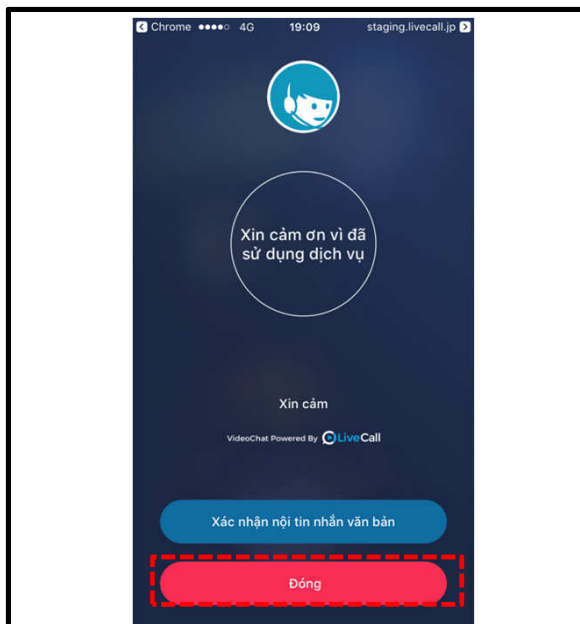 Chrome 4G 19:09 staging.livecall.jp
Xin cảm ơn vì đã
sử dụng dịch vụ
Xin cảm
VideoChat Powered By LiveCall
Xác nhận nội tin nhắn văn bản
Đóng